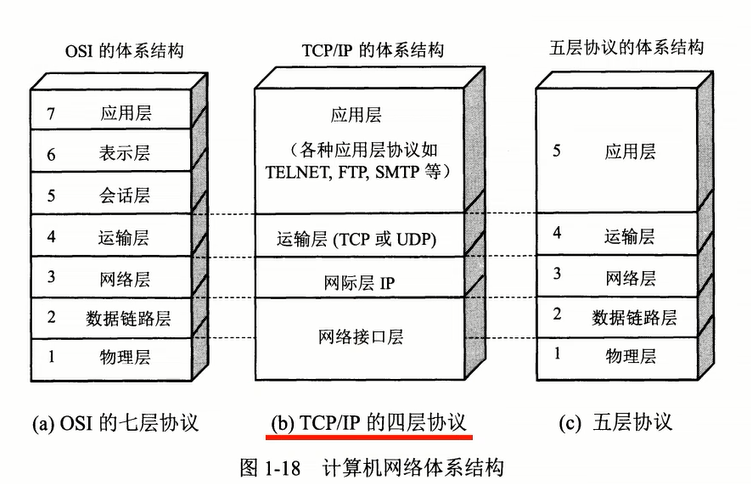 OSI 的体系结构
7 应用层
6 表示层
5 会话层
4 运输层
3 网络层
2 数据链路层
1 物理层
(a) OSI 的七层协议
TCP/IP 的体系结构
应用层
（各种应用层协议如
TELNET, FTP, SMTP 等）
运输层 (TCP 或 UDP)
网际层 IP
网络接口层
(b) TCP/IP 的四层协议
五层协议的体系结构
5 应用层
4 运输层
3 网络层
2 数据链路层
1 物理层
(c) 五层协议
图 1-18 计算机网络体系结构